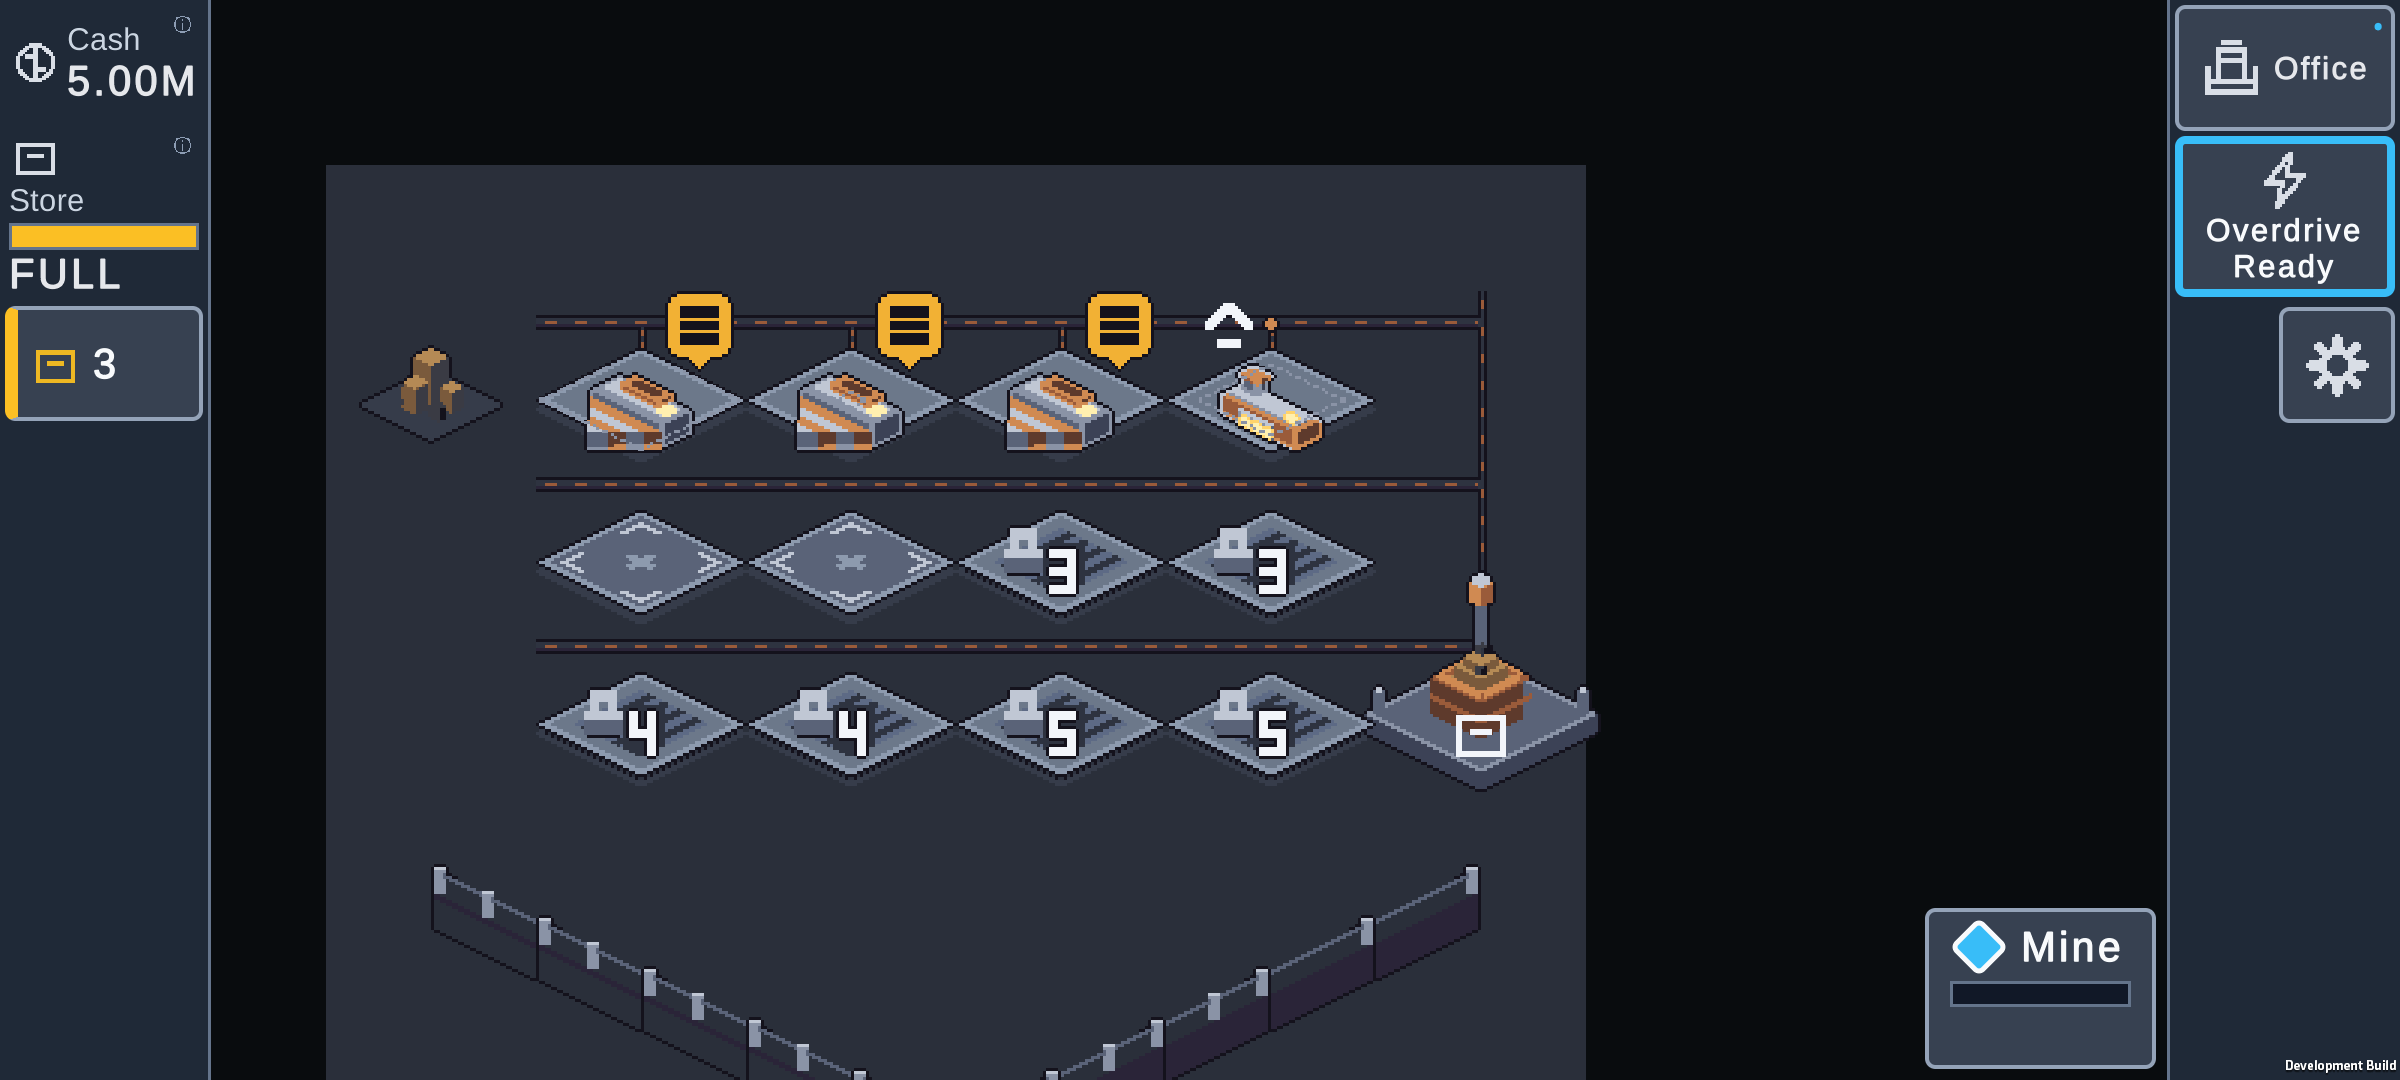 Cash
5.00M
Store
FULL
3
Office
Overdrive
Ready
3
3
4
4
5
5
Mine
Development Build